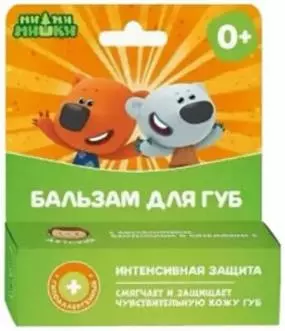 МИ-МИ-
МИШКИ
0+
БАЛЬЗАМ ДЛЯ ГУБ
ИНТЕНСИВНАЯ ЗАЩИТА
СМЯГЧАЕТ И ЗАЩИЩАЕТ
ЧУВСТВИТЕЛЬНУЮ КОЖУ ГУБ